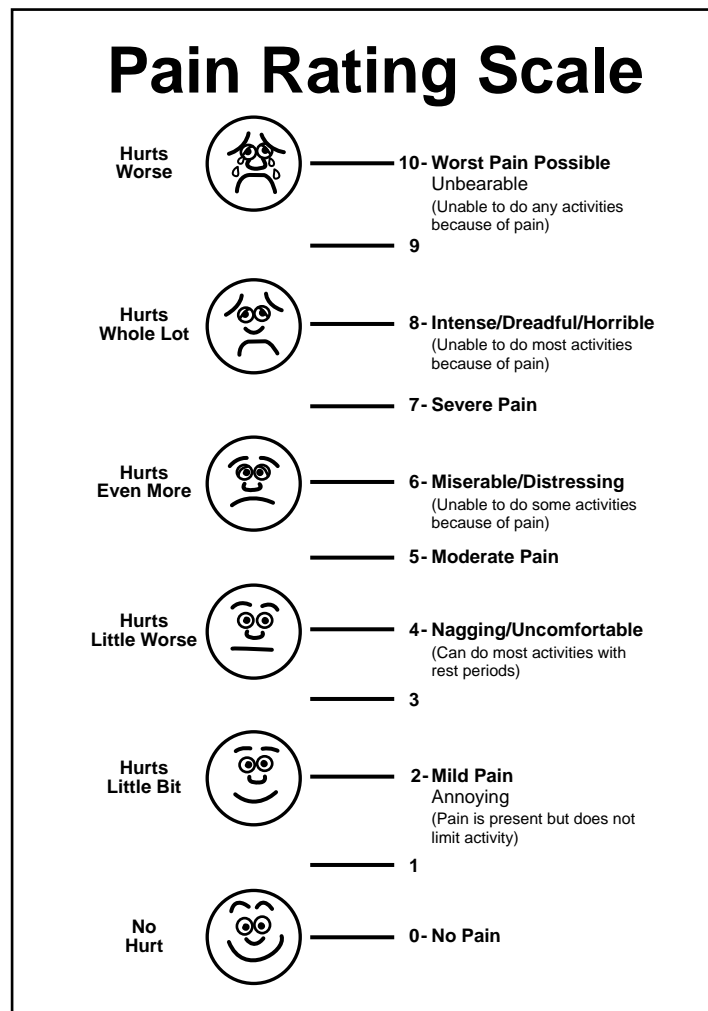 Pain Rating Scale
Hurts
Worse
10- Worst Pain Possible
Unbearable
(Unable to do any activities
because of pain)
9
Hurts
Whole Lot
8- Intense/Dreadful/Horrible
(Unable to do most activities
because of pain)
7- Severe Pain
Hurts
Even More
6- Miserable/Distressing
(Unable to do some activities
because of pain)
5- Moderate Pain
Hurts
Little Worse
4- Nagging/Uncomfortable
(Can do most activities with
rest periods)
3
Hurts
Little Bit
2- Mild Pain
Annoying
(Pain is present but does not
limit activity)
1
No
Hurt
0- No Pain